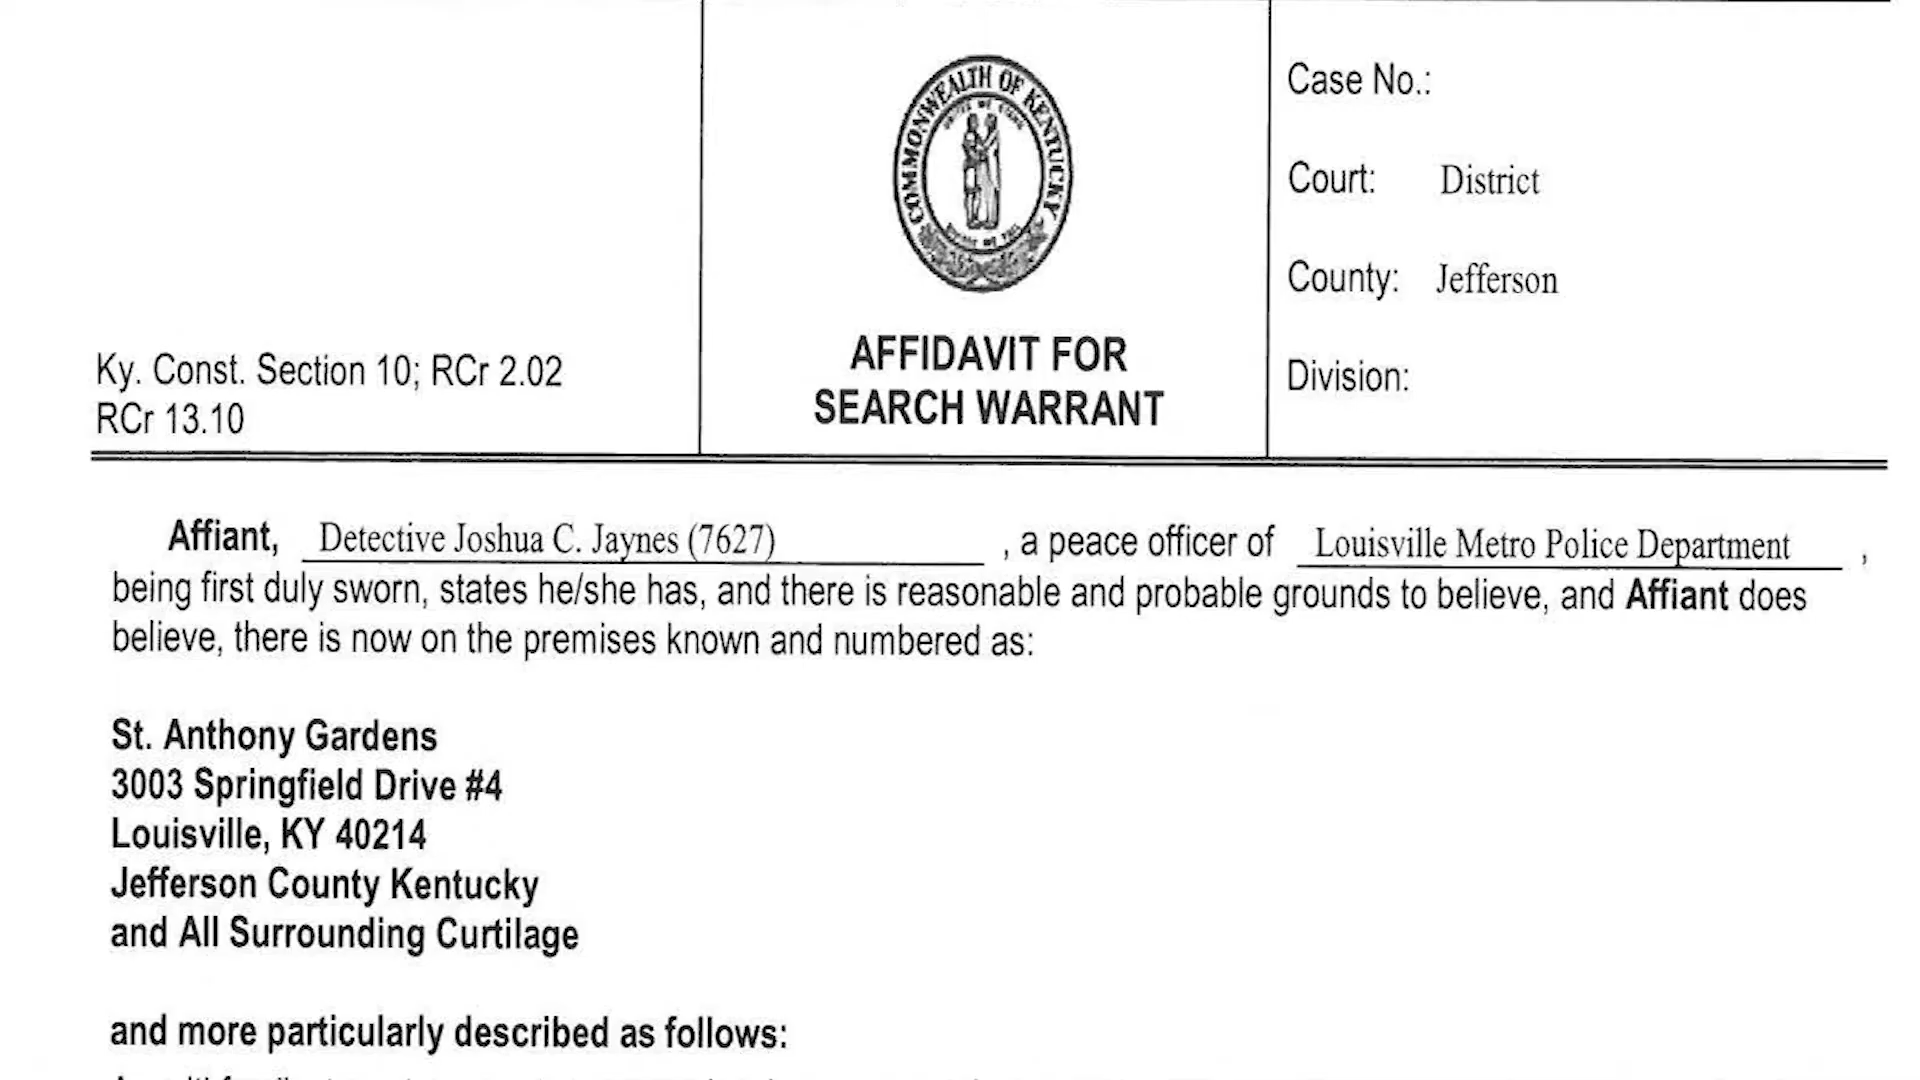 COMMONWEALTH OF KENTUCKY
UNITED WE STAND
Case No.:
Court: District
County: Jefferson
Division:
Ky. Const. Section 10; RCr 2.02
RCr 13.10
AFFIDAVIT FOR
SEARCH WARRANT
Affiant, Detective Joshua C. Jaynes (7627) , a peace officer of Louisville Metro Police Department ,
being first duly sworn, states he/she has, and there is reasonable and probable grounds to believe, and Affiant does
believe, there is now on the premises known and numbered as:
St. Anthony Gardens
3003 Springfield Drive #4
Louisville, KY 40214
Jefferson County Kentucky
and All Surrounding Curtilage
and more particularly described as follows: